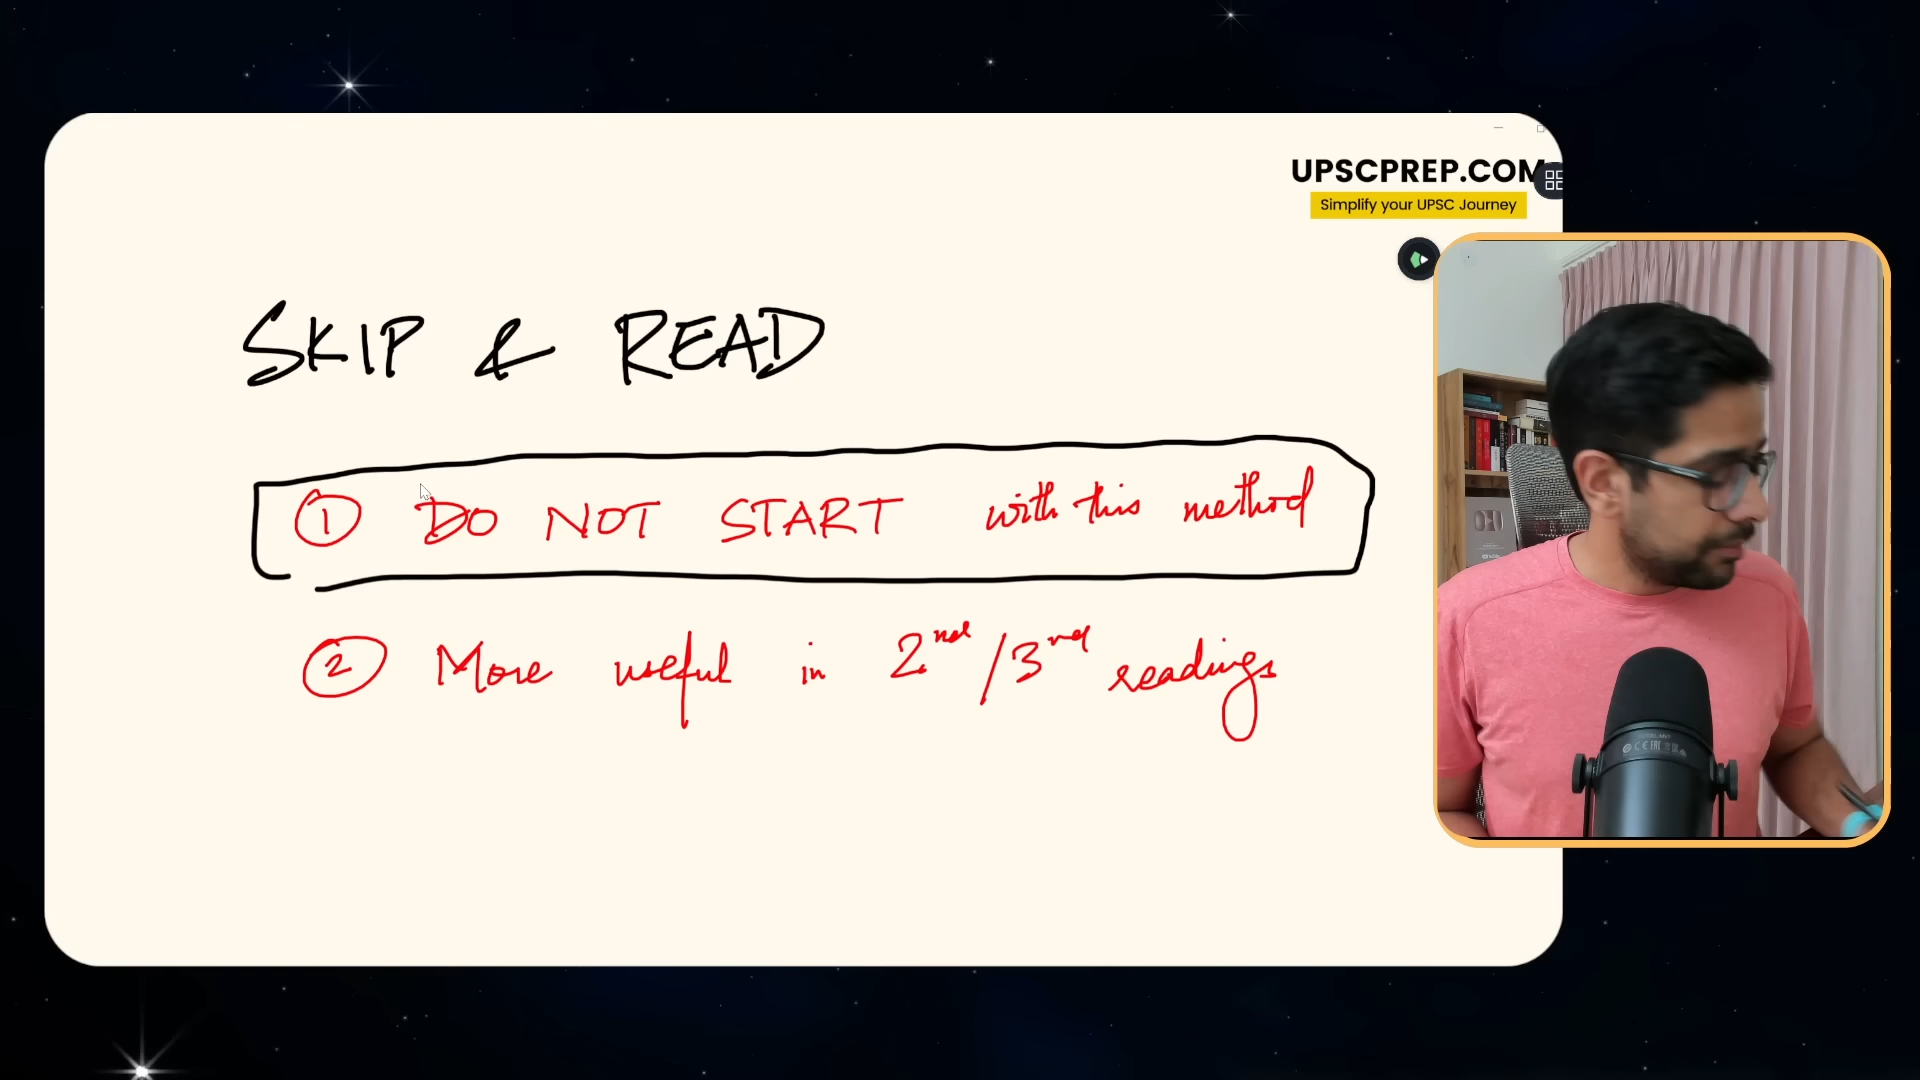 UPSCPREP.COM
Simplify your UPSC Journey
SKIP & READ
① DO NOT START with this method
② More useful in 2nd/3rd readings